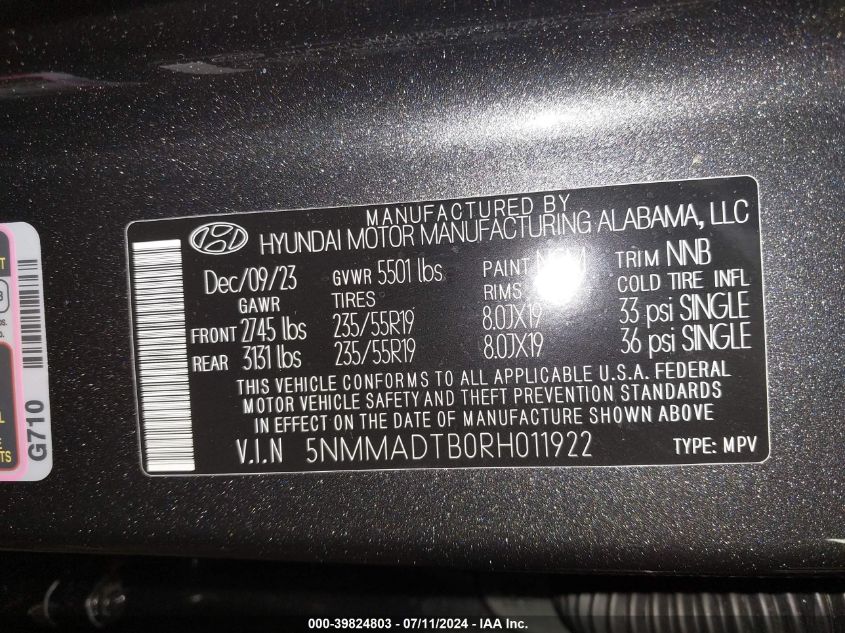 MANUFACTURED BY
HYUNDAI MOTOR MANUFACTURING ALABAMA, LLC
Dec/09/23 GVWR 5501 lbs PAINT TRIM NNB
GAWR TIRES RIMS COLD TIRE INFL
FRONT 2745 lbs 235/55R19 8.0JX19 33 psi SINGLE
REAR 3131 lbs 235/55R19 8.0JX19 36 psi SINGLE
THIS VEHICLE CONFORMS TO ALL APPLICABLE U.S.A. FEDERAL
MOTOR VEHICLE SAFETY AND THEFT PREVENTION STANDARDS
IN EFFECT ON THE DATE OF MANUFACTURE SHOWN ABOVE
V.I.N 5NMMADTB0RH011922 TYPE: MPV
G710
000-39824803 - 07/11/2024 - IAA Inc.